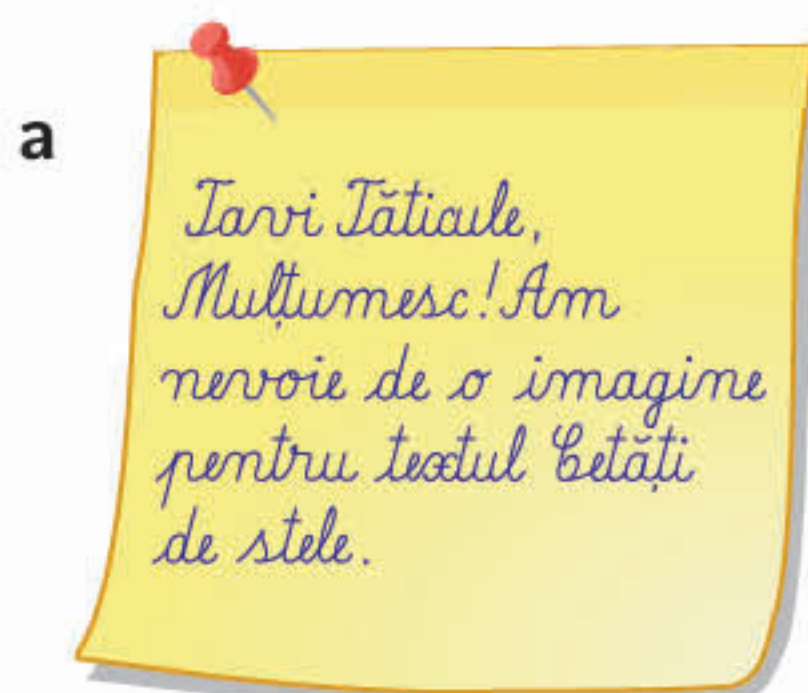 a
Tavi Tăticule,
Mulțumesc! Am
nevoie de o imagine
pentru textul Cetăți
de stele.